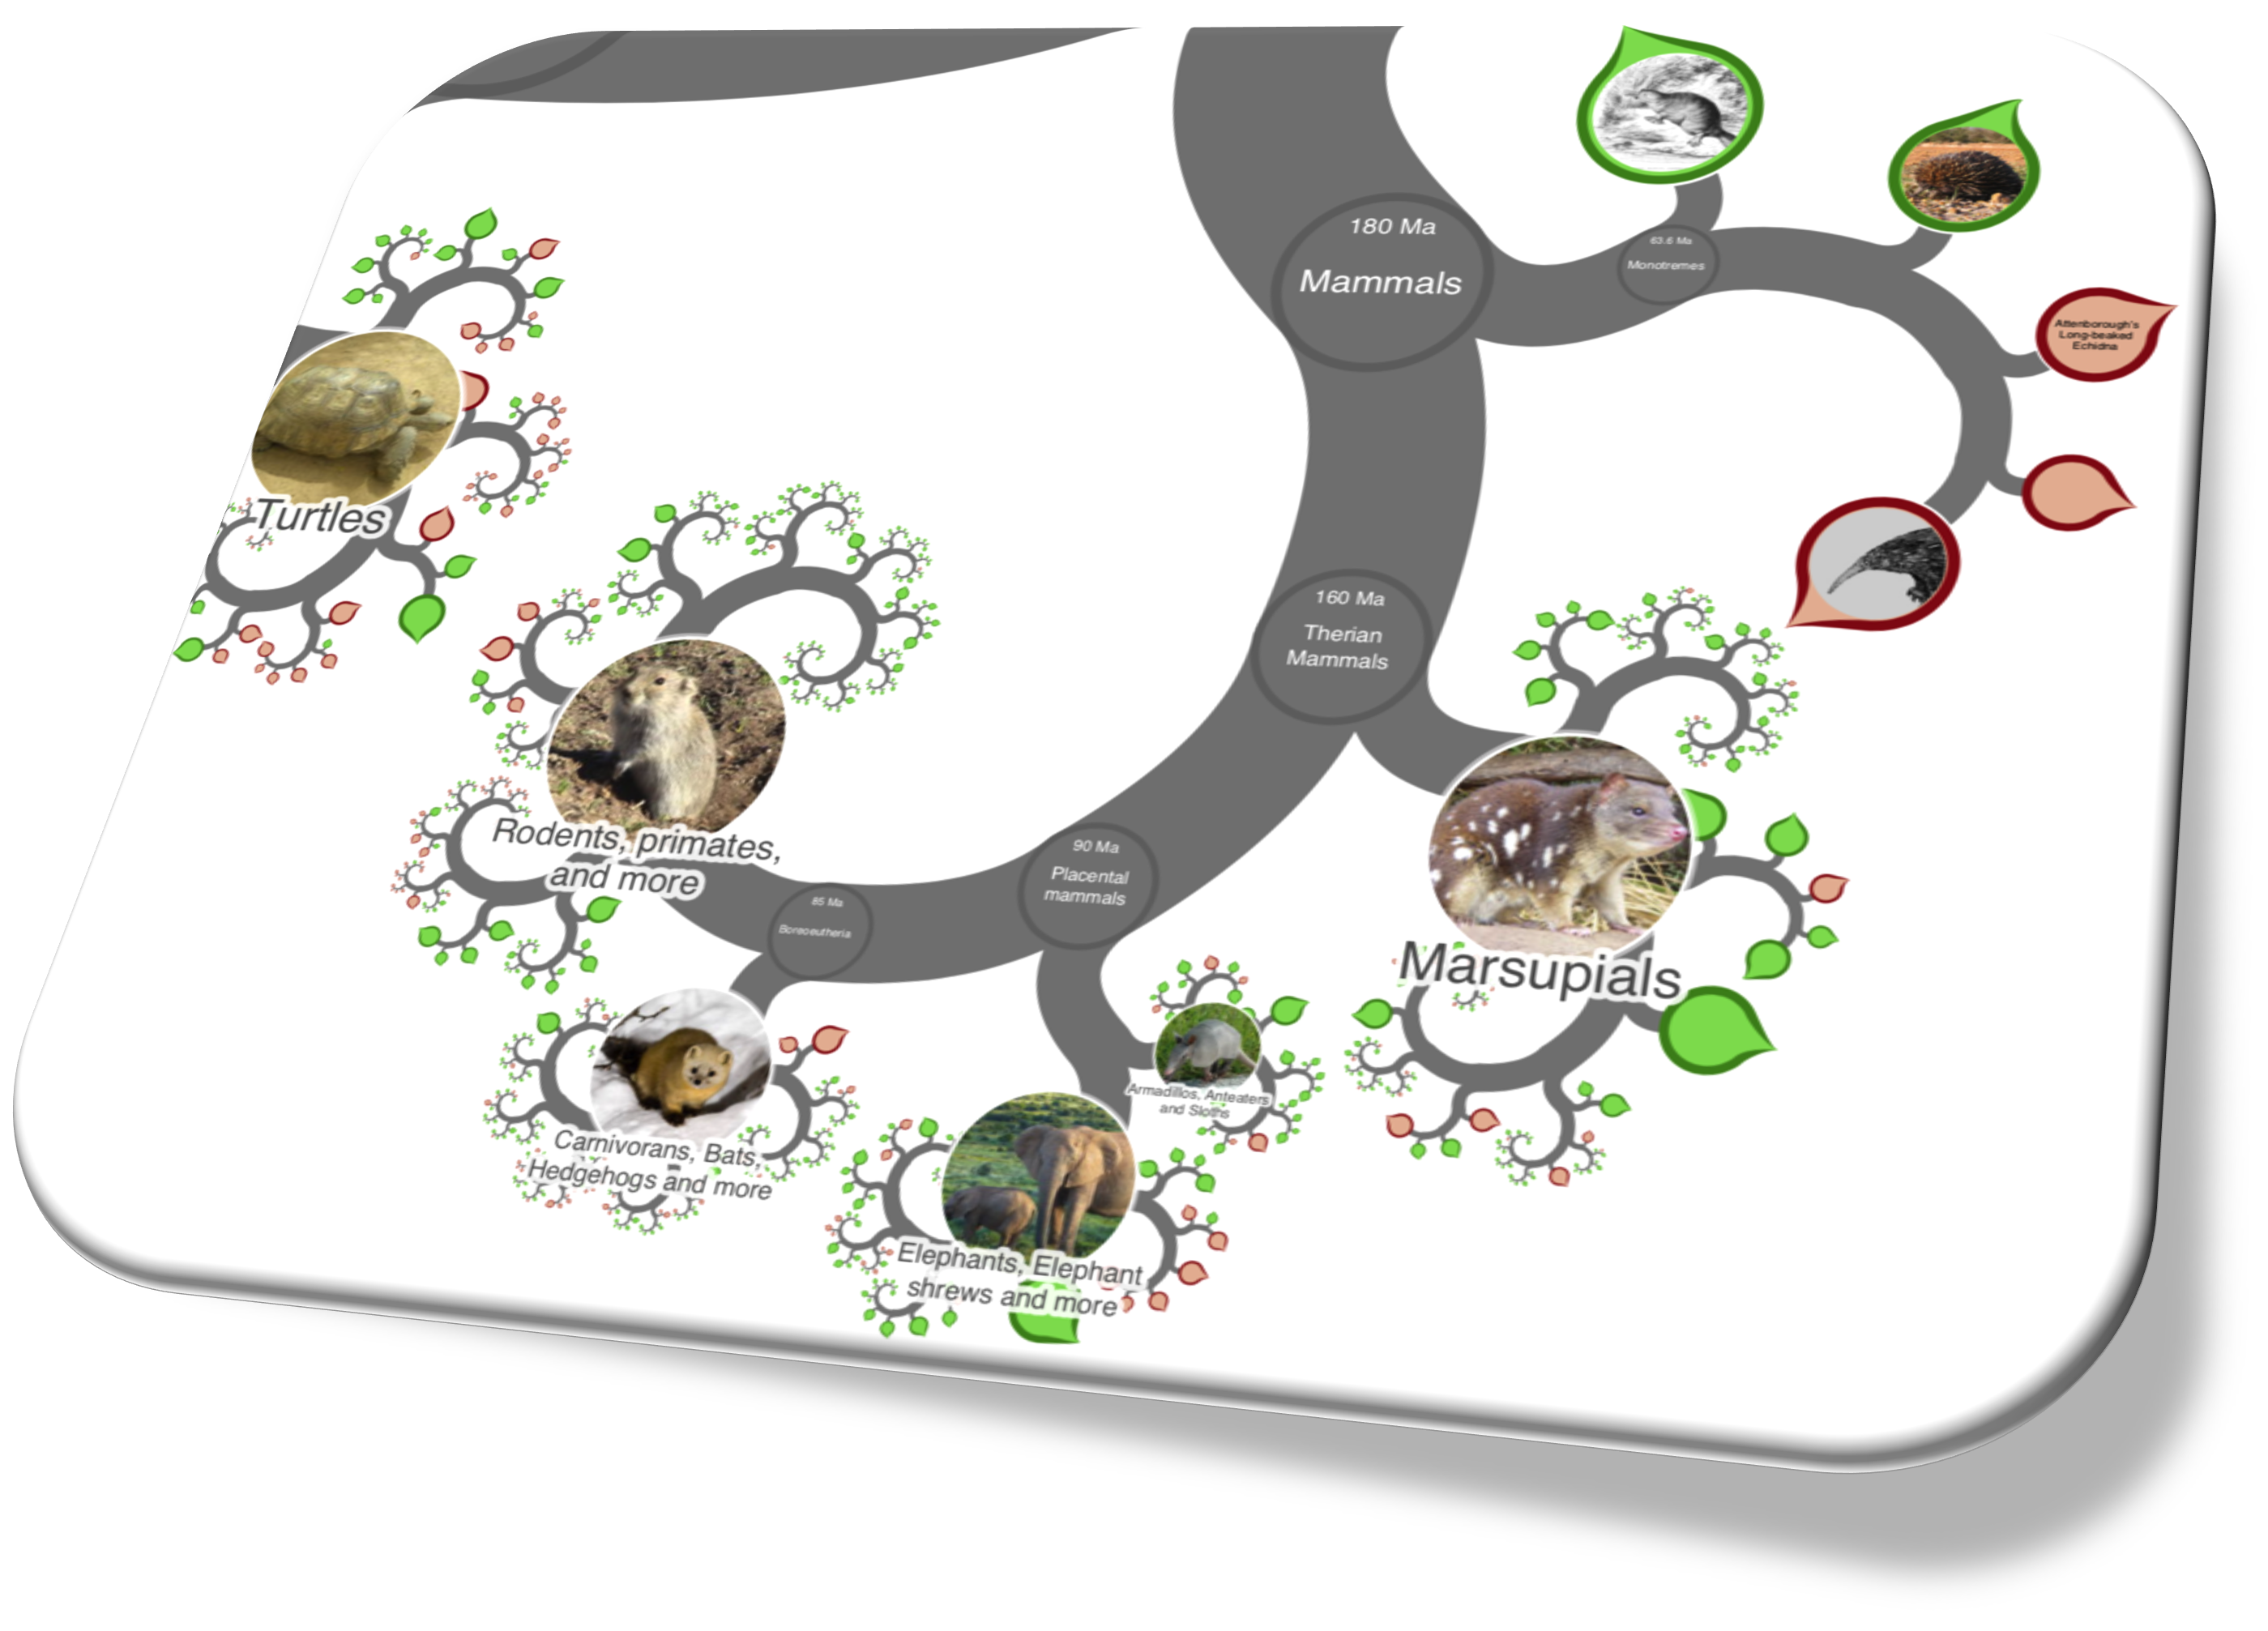 180 Ma
Mammals
63.6 Ma
Monotremes
Attenborough's
Long-beaked
Echidna
Turtles
160 Ma
Therian
Mammals
Rodents, primates,
and more
90 Ma
Placental
mammals
85 Ma
Boreoeutheria
Marsupials
Armadillos, Anteaters
and Sloths
Carnivorans, Bats,
Hedgehogs and more
Elephants, Elephant
shrews and more